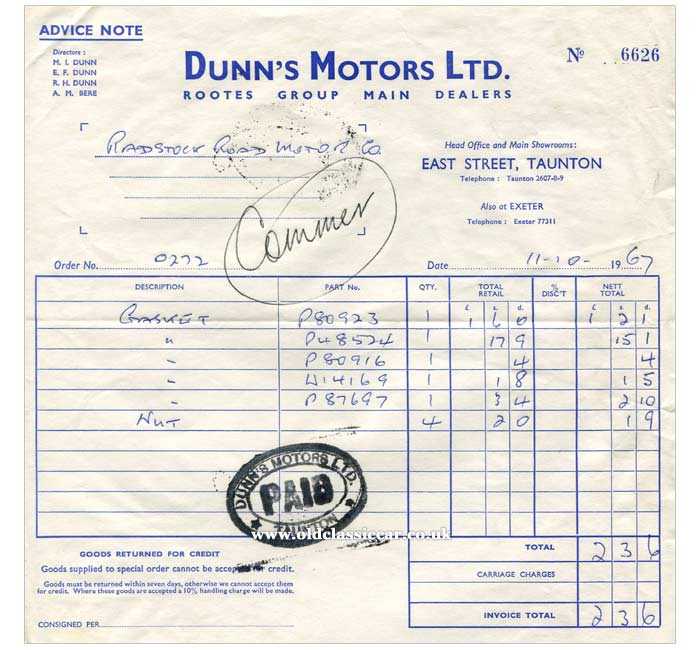 ADVICE NOTE
Directors :
M. I. DUNN
E. F. DUNN
R. H. DUNN
A. M. BERE
DUNN'S MOTORS LTD.
ROOTES GROUP MAIN DEALERS
No 6626
RADSTOCK ROAD MOTOR Co
Commer
Head Office and Main Showrooms:
EAST STREET, TAUNTON
Telephone : Taunton 2607-8-9
Also at EXETER
Telephone : Exeter 77311
Order No. 0272
Date 11-10- 1967
DESCRIPTION PART No. QTY. TOTAL RETAIL % DISC'T NETT TOTAL
£ s. d. £ s. d.
GASKET P80923 1 1 6 0 1 2 1
" P48524 1 17 9 15 1
- P80916 1 4 4
- W14169 1 1 8 1 5
- P87697 1 3 4 2 10
NUT 4 2 0 1 9
DUNN'S MOTORS LTD.
PAID
TAUNTON
www.oldclassiccar.co.uk
GOODS RETURNED FOR CREDIT
Goods supplied to special order cannot be accepted for credit.
Goods must be returned within seven days, otherwise we cannot accept them
for credit. Where these goods are accepted a 10% handling charge will be made.
CONSIGNED PER
TOTAL 2 3 6
CARRIAGE CHARGES
INVOICE TOTAL 2 3 6